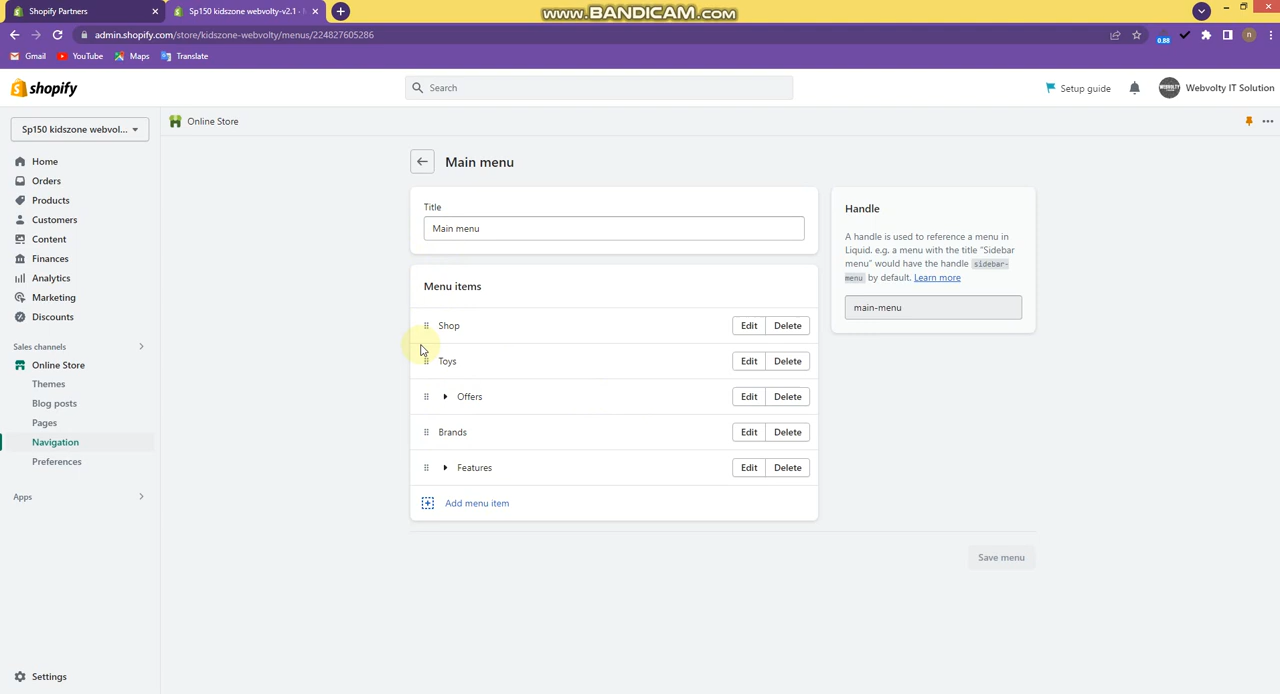 www.BANDICAM.com
Shopify Partners
Sp150 kidszone webvolty-v2.1 -
admin.shopify.com/store/kidszone-webvolty/menus/224827605286
0.88
n
Gmail
YouTube
Maps
Translate
shopify
Search
Setup guide
WEBVOLTY
Webvolty IT Solution
Sp150 kidszone webvol...
Online Store
Home
Orders
Products
Customers
Content
Finances
Analytics
Marketing
Discounts
Sales channels
Online Store
Themes
Blog posts
Pages
Navigation
Preferences
Apps
Settings
Main menu
Title
Main menu
Menu items
Shop
Edit
Delete
Toys
Edit
Delete
Offers
Edit
Delete
Brands
Edit
Delete
Features
Edit
Delete
Add menu item
Handle
A handle is used to reference a menu in
Liquid. e.g. a menu with the title "Sidebar
menu" would have the handle sidebar-
menu by default. Learn more
main-menu
Save menu